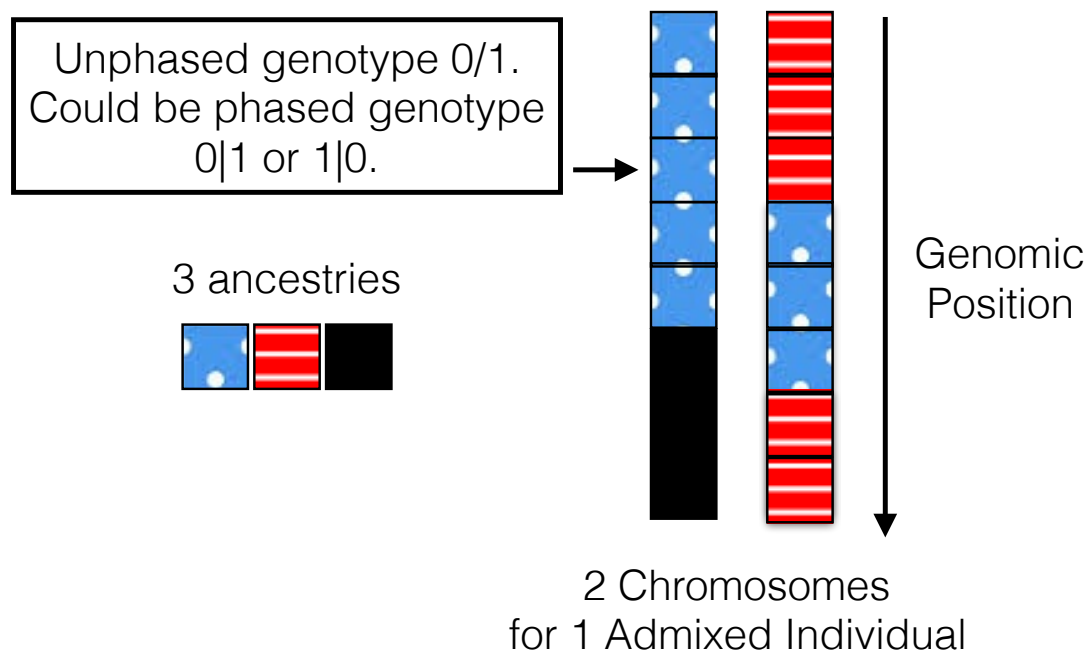 Unphased genotype 0/1.
Could be phased genotype
0|1 or 1|0.
3 ancestries
Genomic
Position
2 Chromosomes
for 1 Admixed Individual